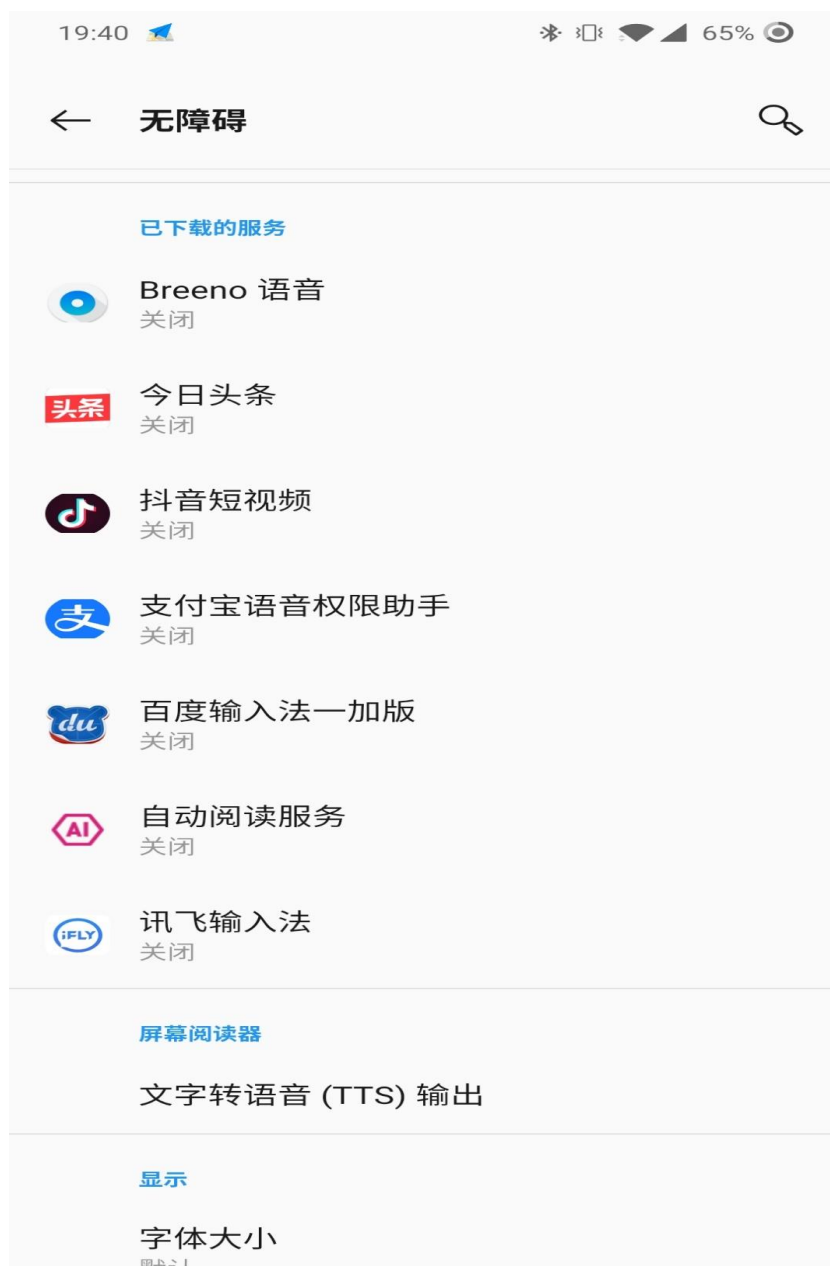 19:40
65%
无障碍
已下载的服务
Breeno 语音
关闭
头条
今日头条
关闭
抖音短视频
关闭
支
支付宝语音权限助手
关闭
du
百度输入法一加版
关闭
AI
自动阅读服务
关闭
iFLY
讯飞输入法
关闭
屏幕阅读器
文字转语音 (TTS) 输出
显示
字体大小